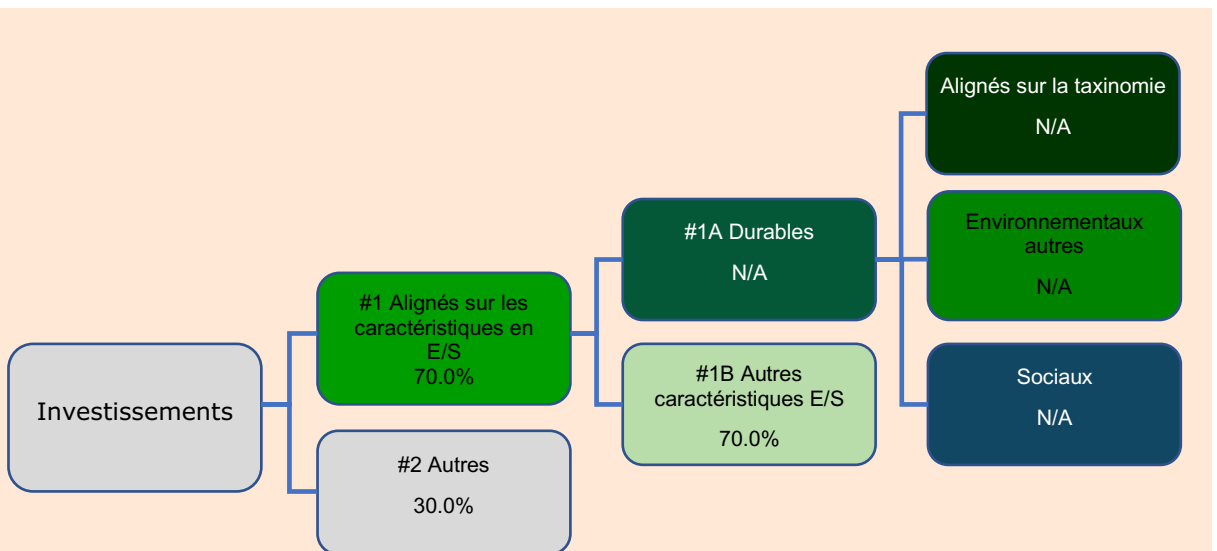 Investissements
#1 Alignés sur les
caractéristiques en
E/S
70.0%
#2 Autres
30.0%
#1A Durables
N/A
#1B Autres
caractéristiques E/S
70.0%
Alignés sur la taxinomie
N/A
Environnementaux
autres
N/A
Sociaux
N/A